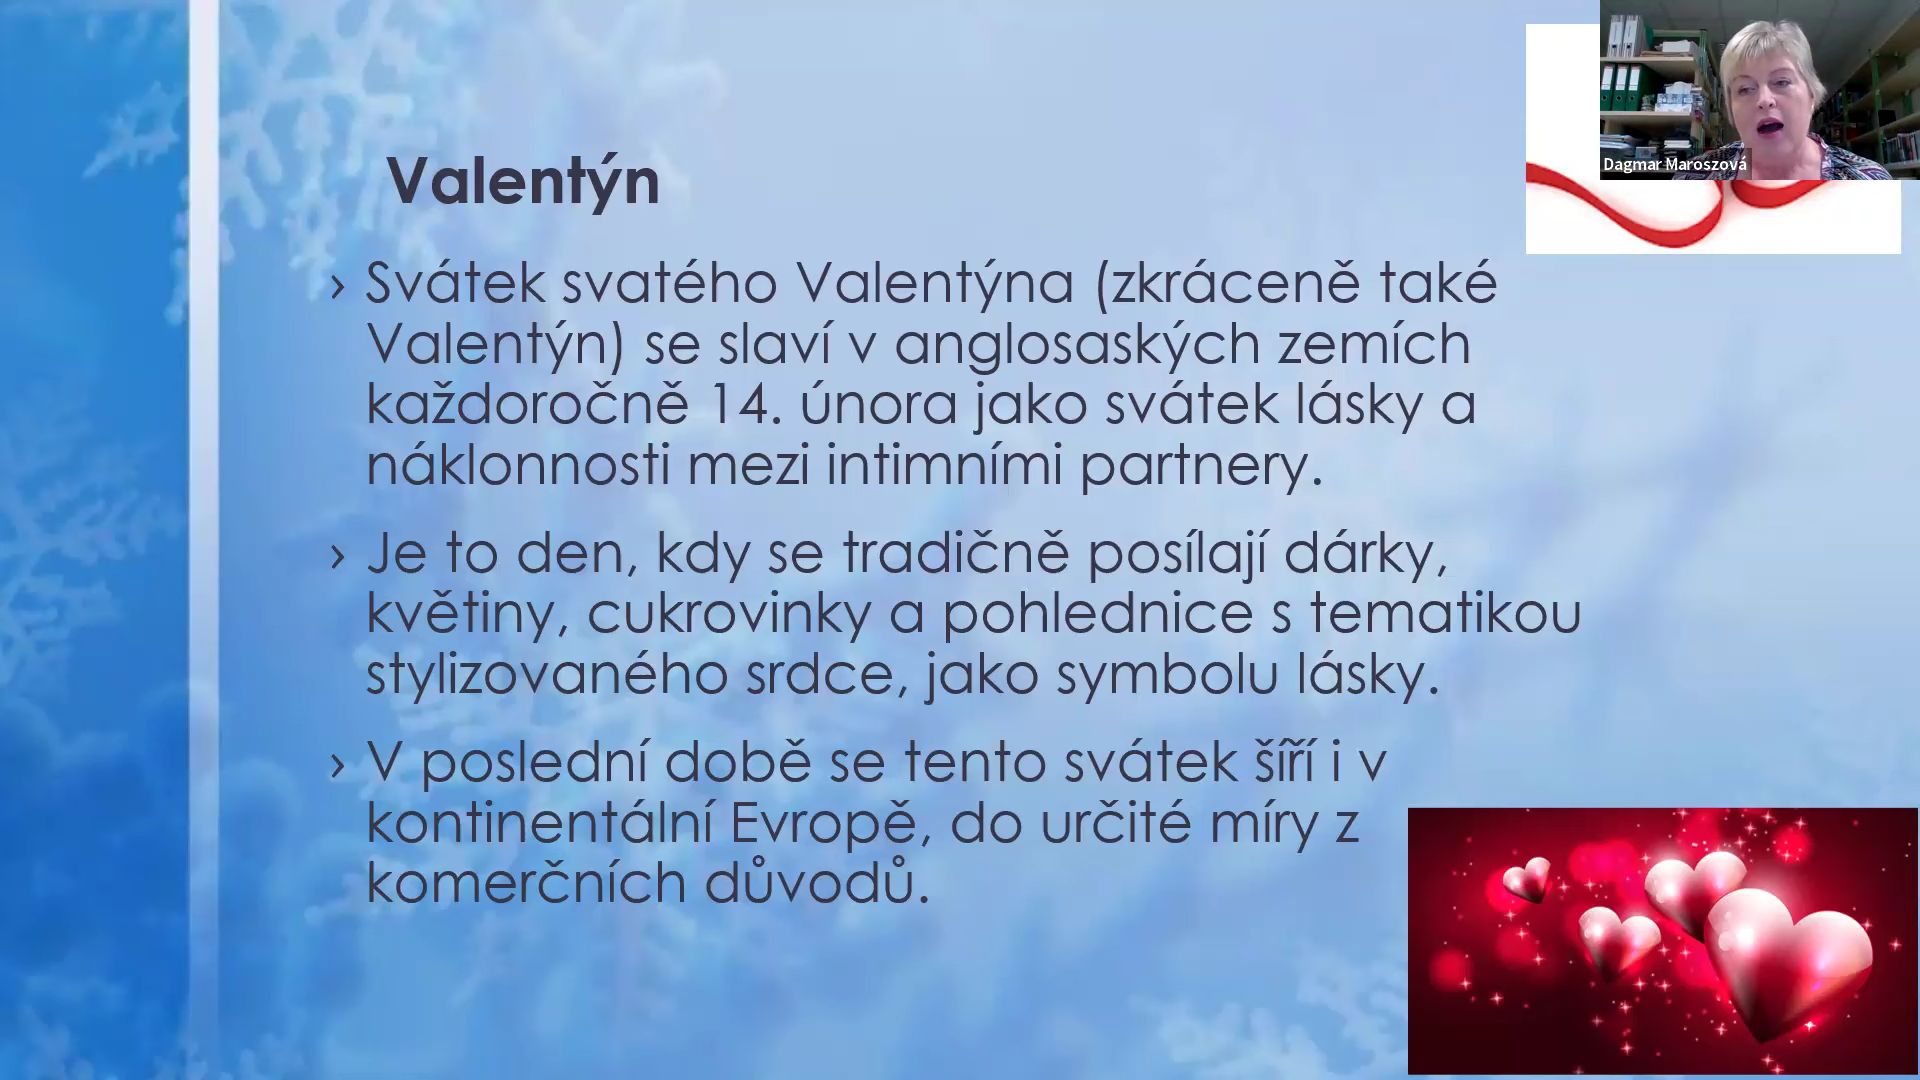 Dagmar Maroszová
Valentýn
› Svátek svatého Valentýna (zkráceně také
Valentýn) se slaví v anglosaských zemích
každoročně 14. února jako svátek lásky a
náklonnosti mezi intimními partnery.
› Je to den, kdy se tradičně posílají dárky,
květiny, cukrovinky a pohlednice s tematikou
stylizovaného srdce, jako symbolu lásky.
› V poslední době se tento svátek šíří i v
kontinentální Evropě, do určité míry z
komerčních důvodů.